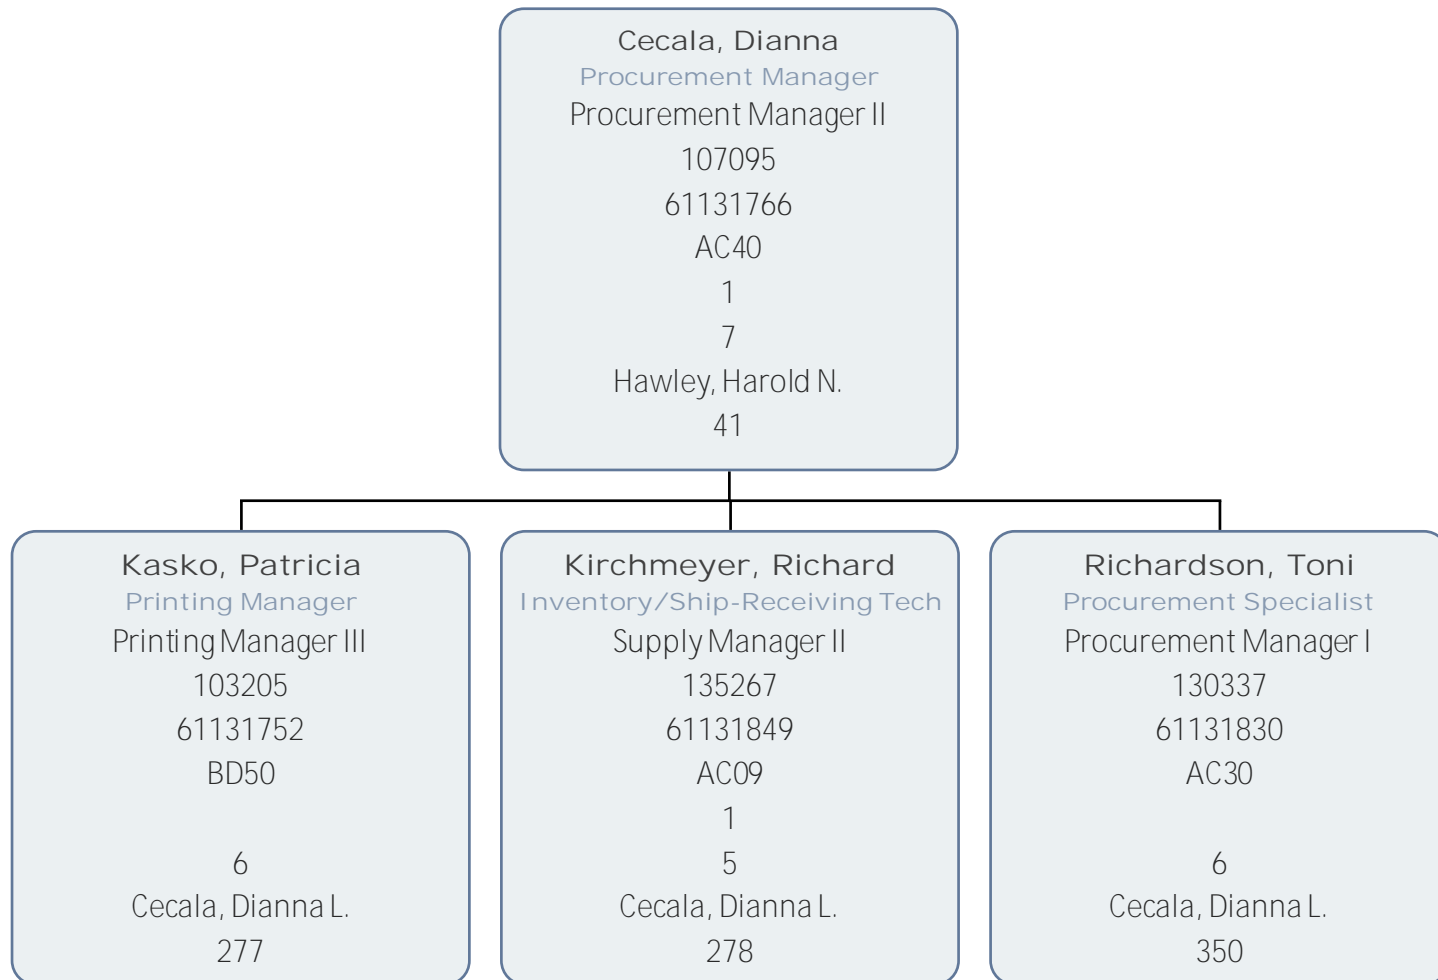 Cecala, Dianna
Procurement Manager
Procurement Manager II
107095
61131766
AC40
1
7
Hawley, Harold N.
41
Kasko, Patricia
Printing Manager
Printing Manager III
103205
61131752
BD50
6
Cecala, Dianna L.
277
Kirchmeyer, Richard
Inventory/Ship-Receiving Tech
Supply Manager II
135267
61131849
AC09
1
5
Cecala, Dianna L.
278
Richardson, Toni
Procurement Specialist
Procurement Manager I
130337
61131830
AC30
6
Cecala, Dianna L.
350